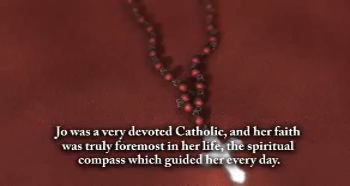 Jo was a very devoted Catholic, and her faith
was truly foremost in her life, the spiritual
compass which guided her every day.